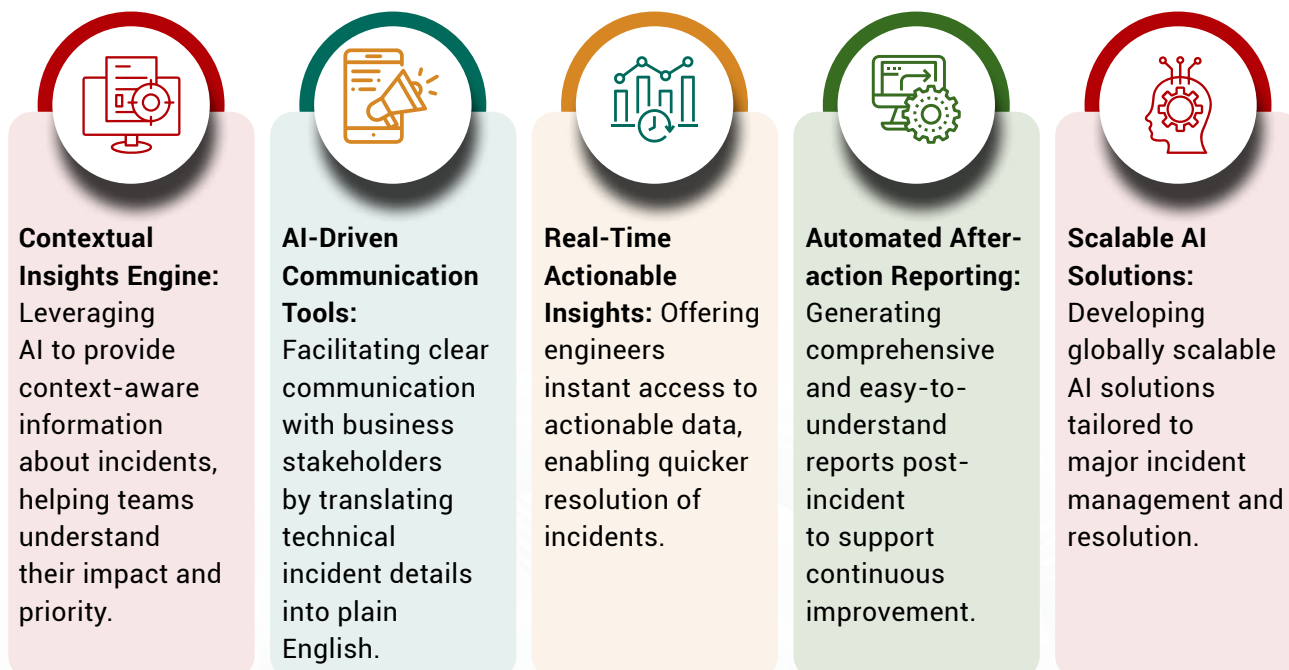 Contextual
Insights Engine:
Leveraging
AI to provide
context-aware
information
about incidents,
helping teams
understand
their impact and
priority.
AI-Driven
Communication
Tools:
Facilitating clear
communication
with business
stakeholders
by translating
technical
incident details
into plain
English.
Real-Time
Actionable
Insights: Offering
engineers
instant access to
actionable data,
enabling quicker
resolution of
incidents.
Automated After-
action Reporting:
Generating
comprehensive
and easy-to-
understand
reports post-
incident
to support
continuous
improvement.
Scalable AI
Solutions:
Developing
globally scalable
AI solutions
tailored to
major incident
management and
resolution.